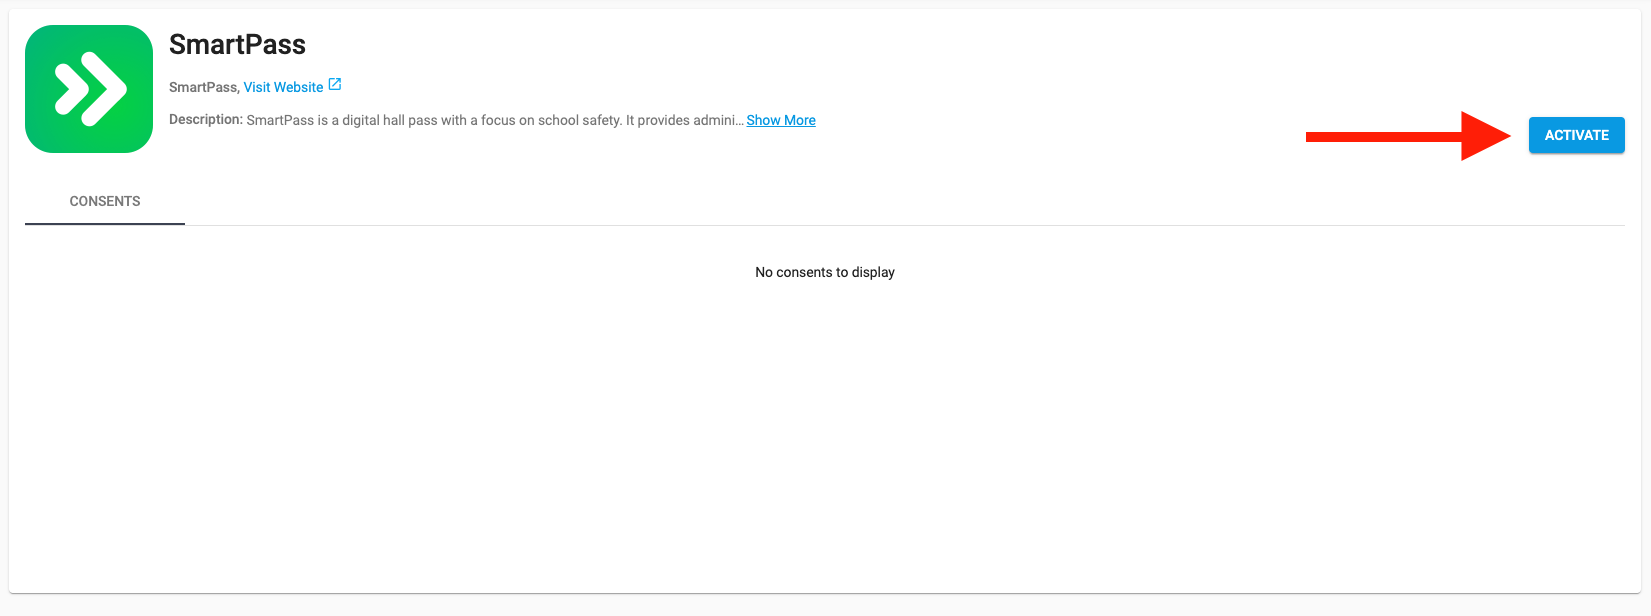 SmartPass
SmartPass, Visit Website
Description: SmartPass is a digital hall pass with a focus on school safety. It provides admini... Show More
ACTIVATE
CONSENTS
No consents to display